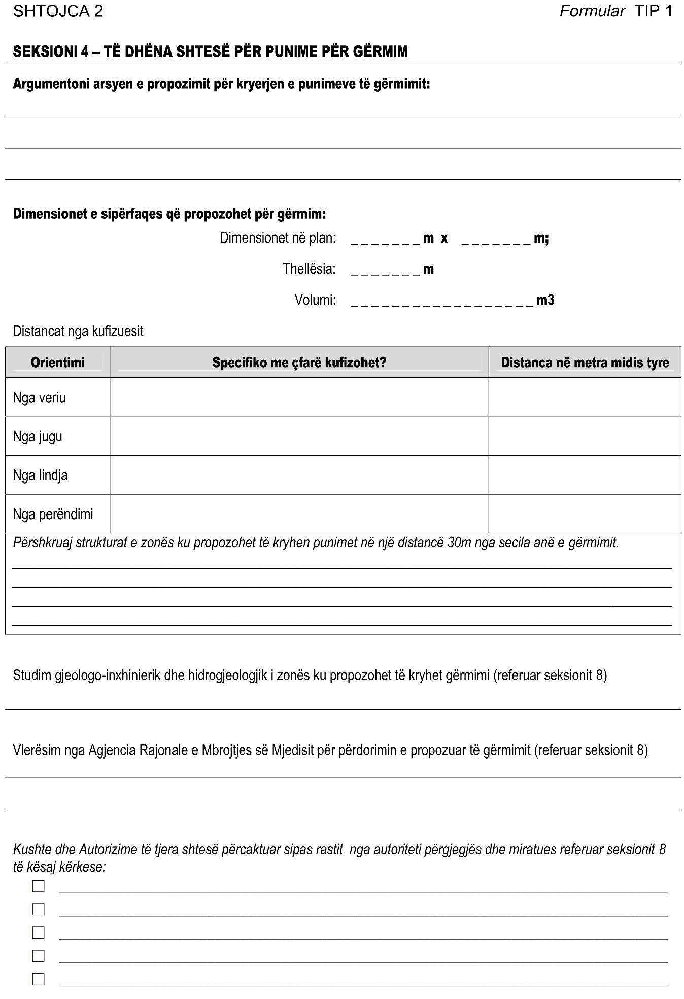 SHTOJCA 2 Formular TIP 1
SEKSIONI 4 – TË DHËNA SHTESË PËR PUNIME PËR GËRMIM
Argumentoni arsyen e propozimit për kryerjen e punimeve të gërmimit:
Dimensionet e sipërfaqes që propozohet për gërmim:
Dimensionet në plan: _ _ _ _ _ _ _ m x _ _ _ _ _ _ _ m;
Thellësia: _ _ _ _ _ _ _ m
Volumi: _ _ _ _ _ _ _ _ _ _ _ _ _ _ _ _ _ _ m3
Distancat nga kufizuesit
Orientimi Specifiko me çfarë kufizohet? Distanca në metra midis tyre
Nga veriu
Nga jugu
Nga lindja
Nga perëndimi
Përshkruaj strukturat e zonës ku propozohet të kryhen punimet në një distancë 30m nga secila anë e gërmimit.
Studim gjeologo-inxhinierik dhe hidrogjeologjik i zonës ku propozohet të kryhet gërmimi (referuar seksionit 8)
Vlerësim nga Agjencia Rajonale e Mbrojtjes së Mjedisit për përdorimin e propozuar të gërmimit (referuar seksionit 8)
Kushte dhe Autorizime të tjera shtesë përcaktuar sipas rastit nga autoriteti përgjegjës dhe miratues referuar seksionit 8
të kësaj kërkese: